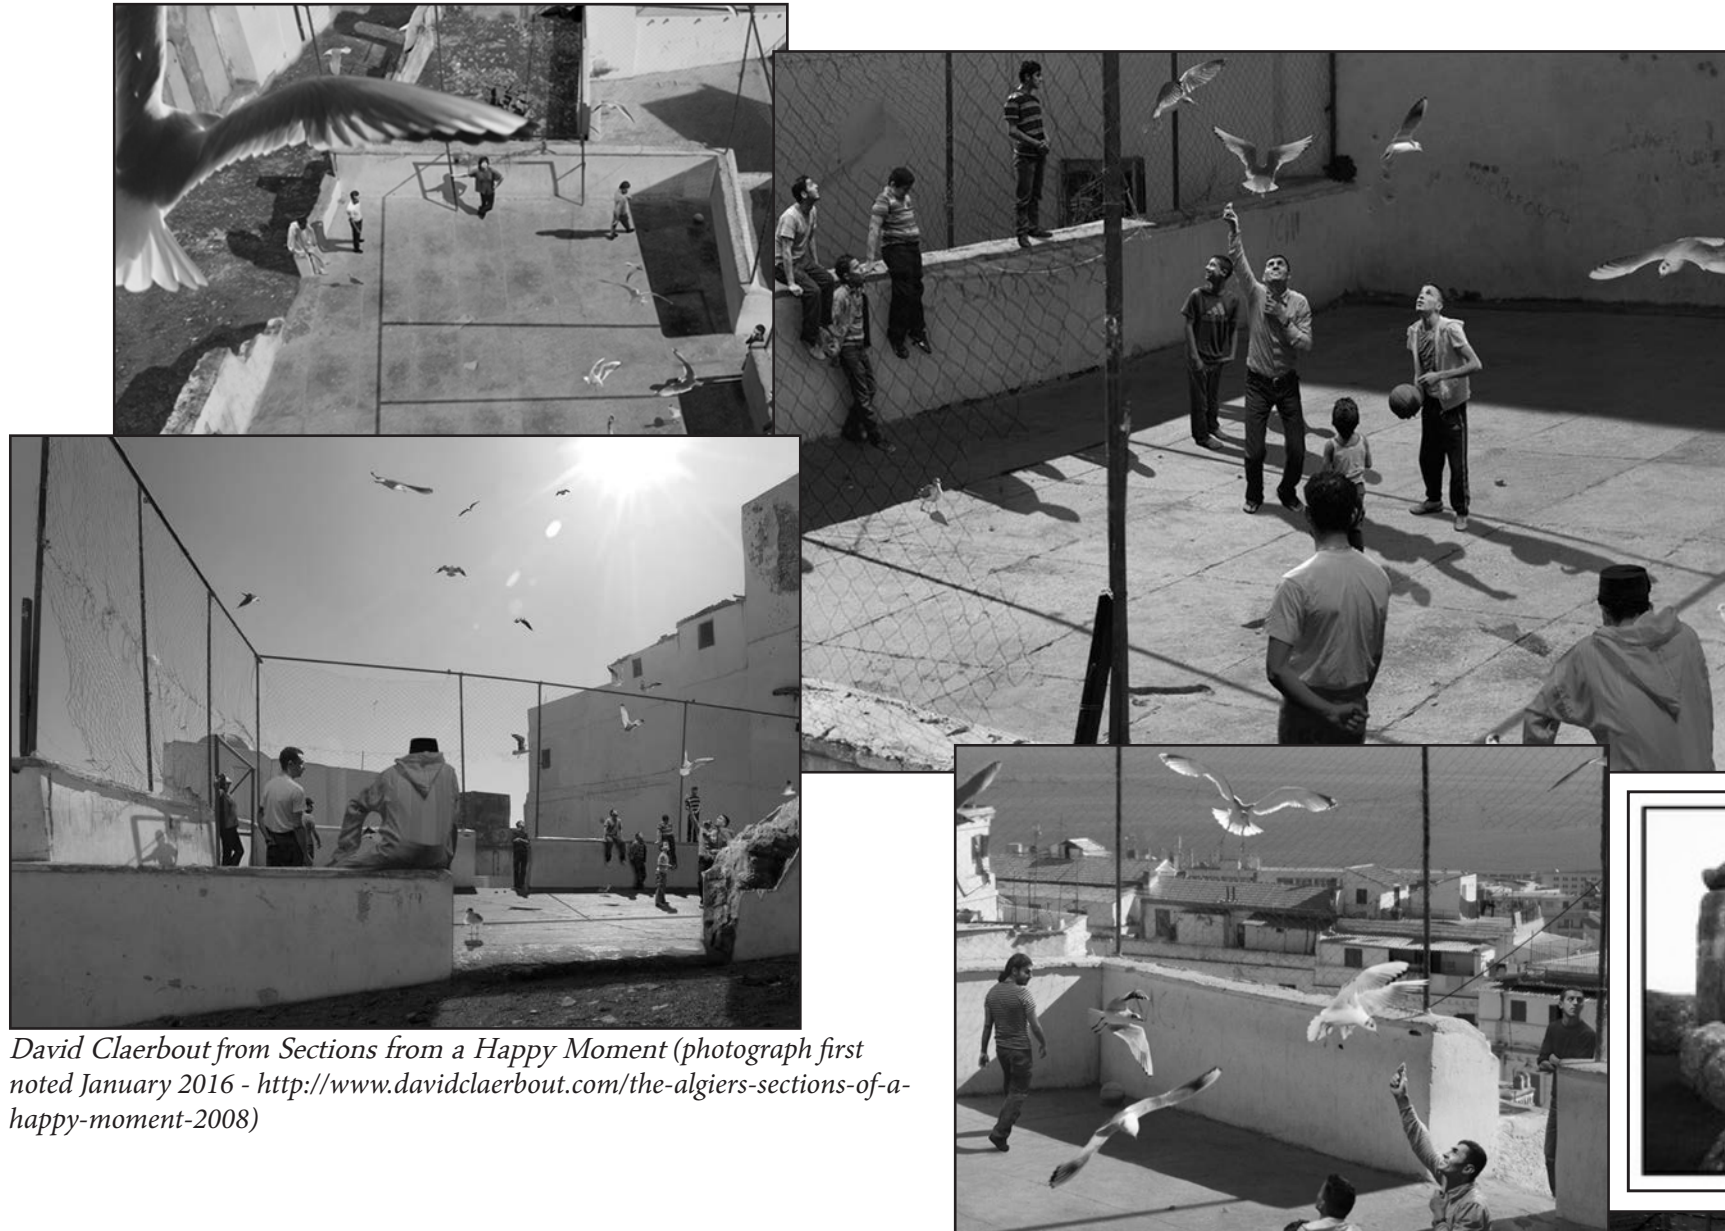 David Claerbout from Sections from a Happy Moment (photograph first
noted January 2016 - http://www.davidclaerbout.com/the-algiers-sections-of-a-
happy-moment-2008)